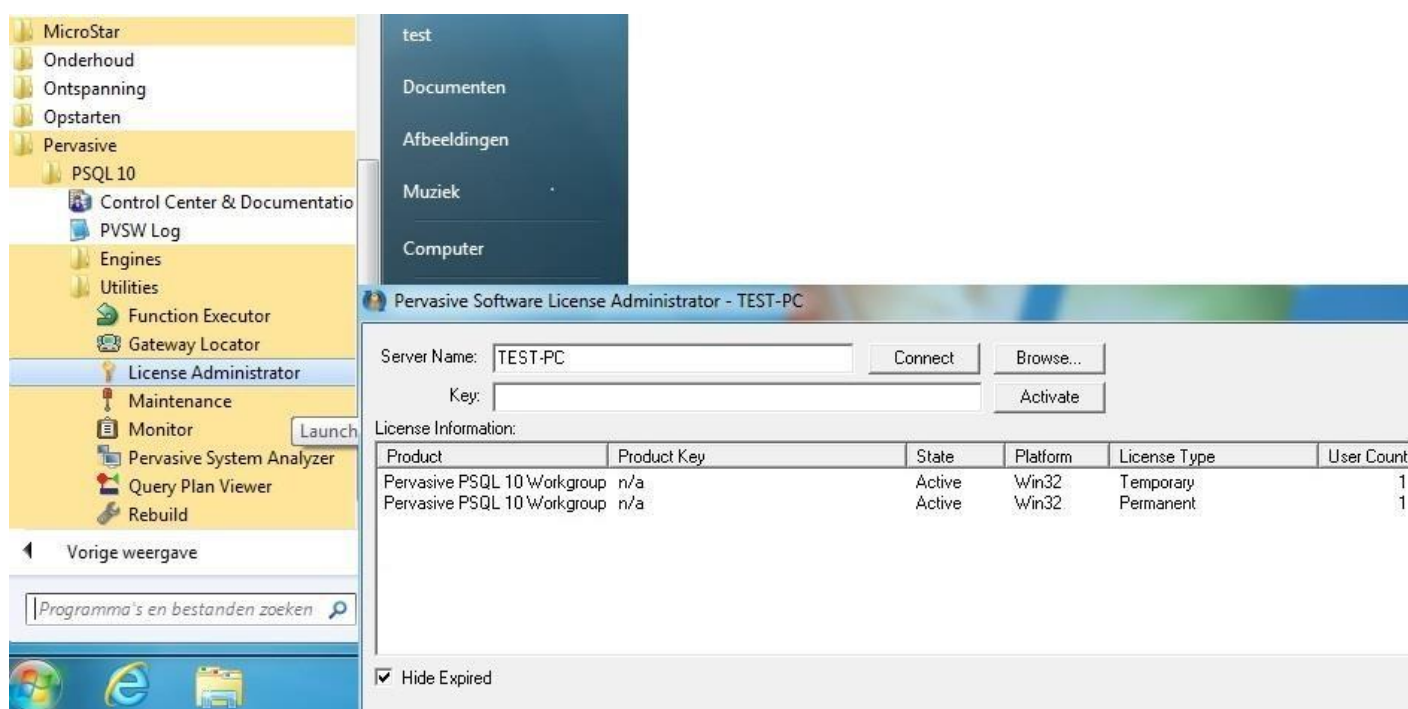 MicroStar
Onderhoud
Ontspanning
Opstarten
Pervasive
PSQL 10
Control Center & Documentatio
PVSW Log
Engines
Utilities
Function Executor
Gateway Locator
License Administrator
Maintenance
Monitor
Launch
Pervasive System Analyzer
Query Plan Viewer
Rebuild
Vorige weergave
Programma's en bestanden zoeken
test
Documenten
Afbeeldingen
Muziek
Computer
Pervasive Software License Administrator - TEST-PC
Server Name: TEST-PC Connect Browse...
Key: Activate
License Information:
Product Product Key State Platform License Type User Count
Pervasive PSQL 10 Workgroup n/a Active Win32 Temporary 1
Pervasive PSQL 10 Workgroup n/a Active Win32 Permanent 1
Hide Expired